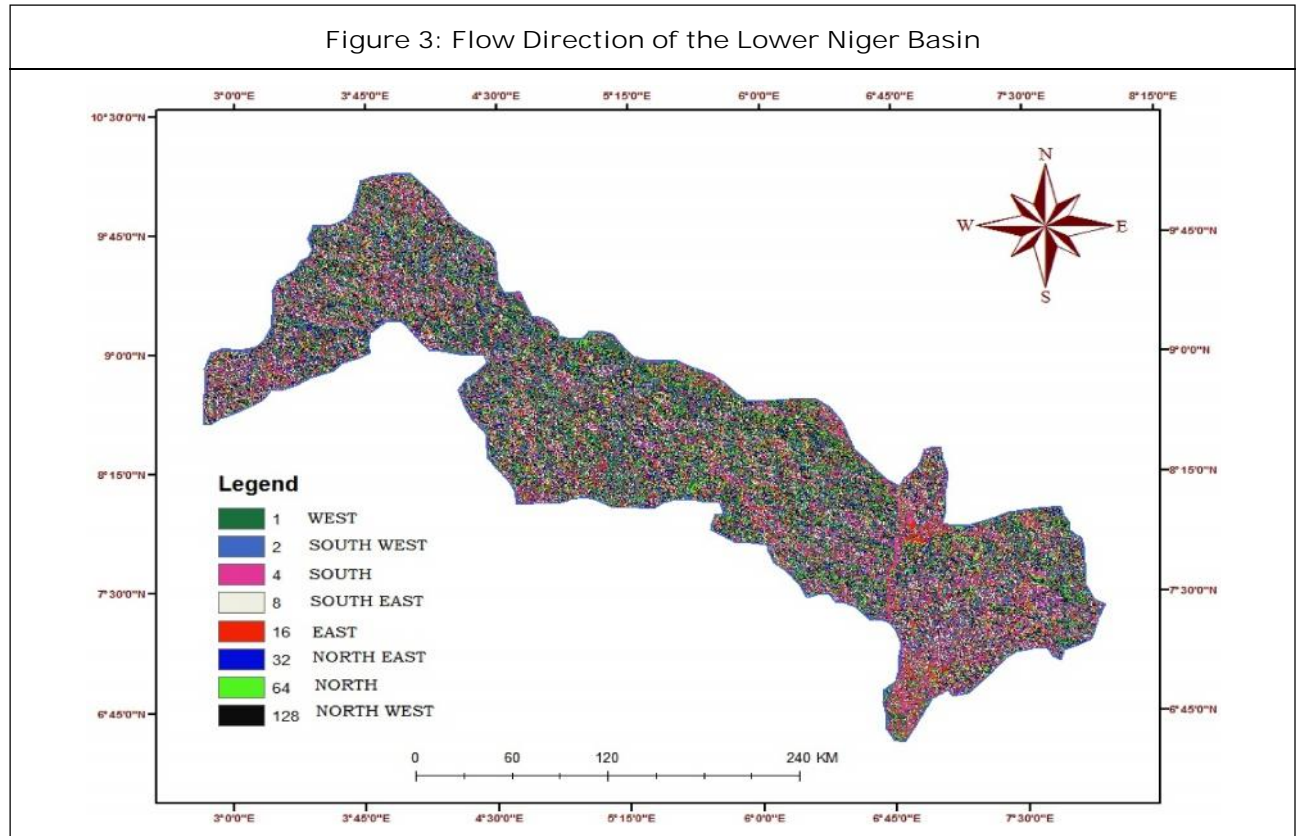 Figure 3: Flow Direction of the Lower Niger Basin
3°0'0"E 3°45'0"E 4°30'0"E 5°15'0"E 6°0'0"E 6°45'0"E 7°30'0"E 8°15'0"E
10°30'0"N
N
W E
S
9°45'0"N 9°45'0"N
9°0'0"N 9°0'0"N
8°15'0"N 8°15'0"N
Legend
1 WEST
2 SOUTH WEST
4 SOUTH
8 SOUTH EAST
7°30'0"N 7°30'0"N
16 EAST
32 NORTH EAST
64 NORTH
128 NORTH WEST
6°45'0"N 6°45'0"N
0 60 120 240 KM
3°0'0"E 3°45'0"E 4°30'0"E 5°15'0"E 6°0'0"E 6°45'0"E 7°30'0"E